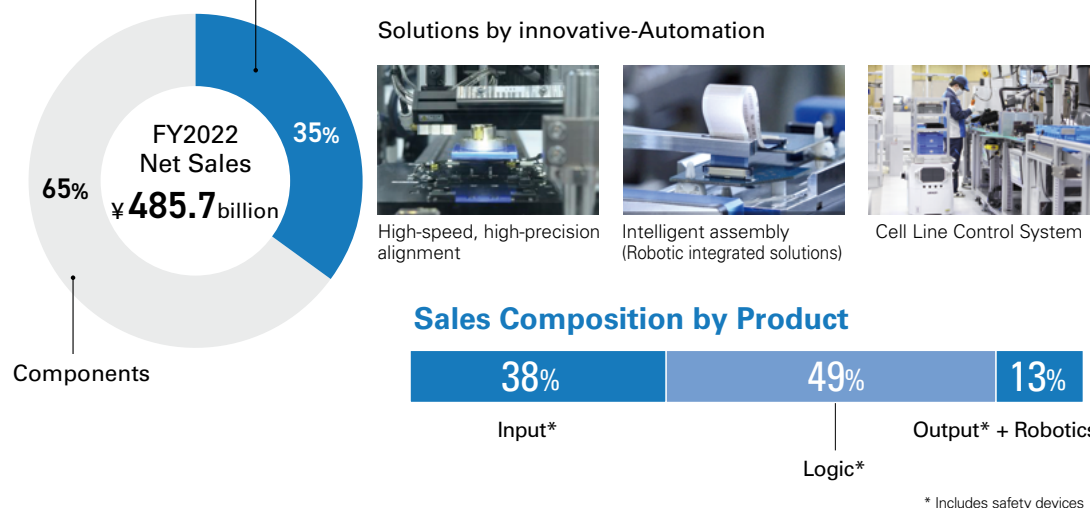 Solutions by innovative-Automation
FY2022
Net Sales
¥485.7billion
35%
65%
Components
High-speed, high-precision
alignment
Intelligent assembly
(Robotic integrated solutions)
Cell Line Control System
Sales Composition by Product
38%
49%
13%
Input*
Logic*
Output* + Robotics
* Includes safety devices